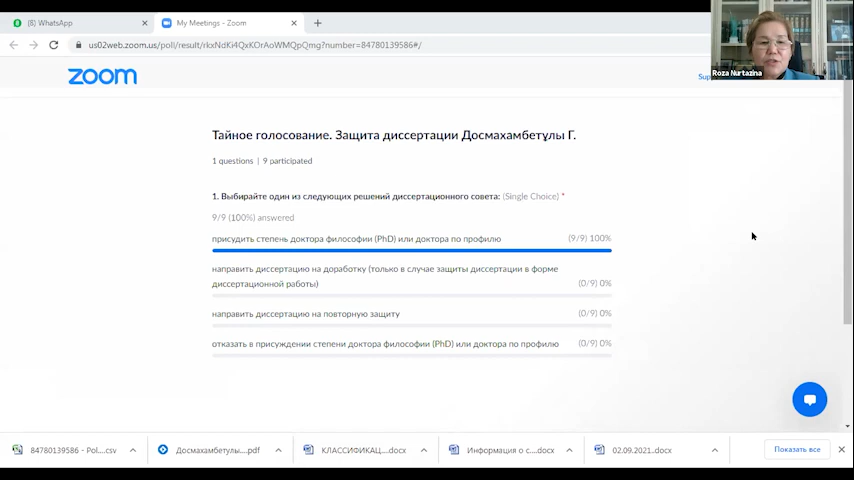 (8) WhatsApp
My Meetings - Zoom
us02web.zoom.us/poll/result/rkxNdKi4QxKOrAoWMQpQmg?number=84780139586#/
Roza Nurtazina
zoom
Sup
Тайное голосование. Защита диссертации Досмахамбетұлы Г.
1 questions | 9 participated
1. Выбирайте один из следующих решений диссертационного совета: (Single Choice) *
9/9 (100%) answered
присудить степень доктора философии (PhD) или доктора по профилю (9/9) 100%
направить диссертацию на доработку (только в случае защиты диссертации в форме
диссертационной работы) (0/9) 0%
направить диссертацию на повторную защиту (0/9) 0%
отказать в присуждении степени доктора философии (PhD) или доктора по профилю (0/9) 0%
84780139586 - Pol....csv
Досмахамбетулы....pdf
КЛАССИФИКАЦ....docx
Информация о с....docx
02.09.2021..docx
Показать все